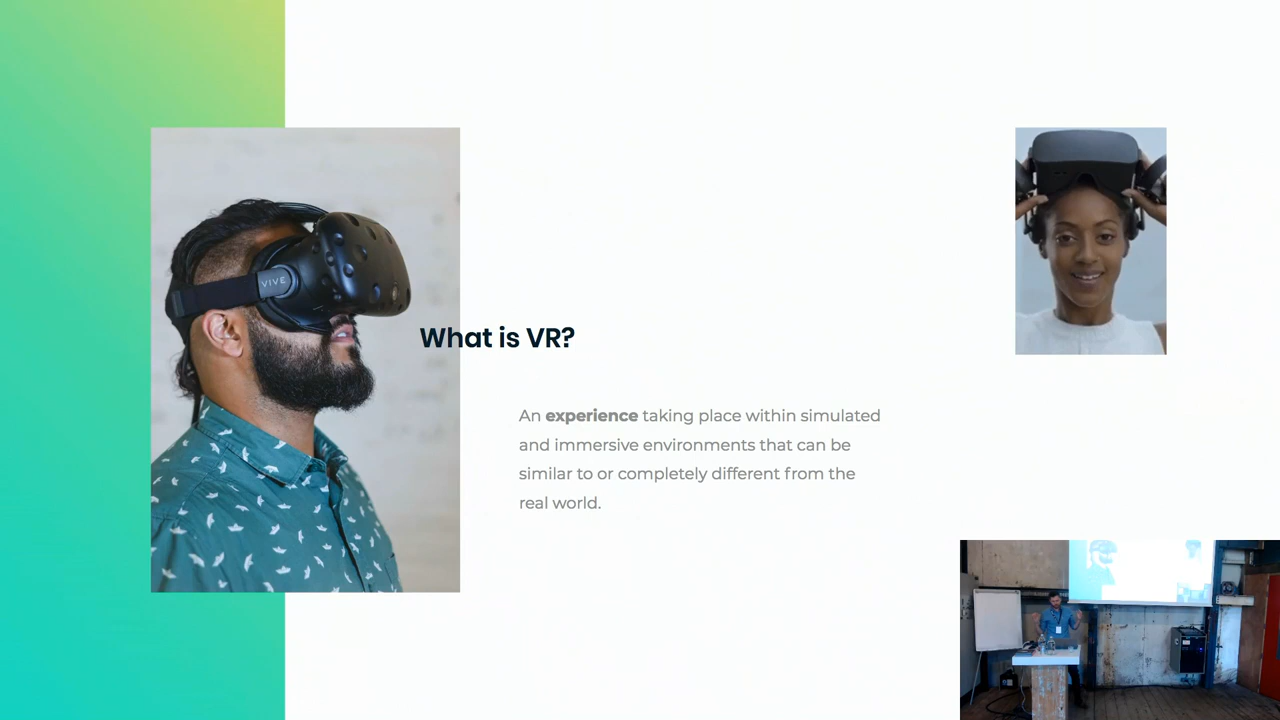 VIVE
What is VR?
An experience taking place within simulated
and immersive environments that can be
similar to or completely different from the
real world.